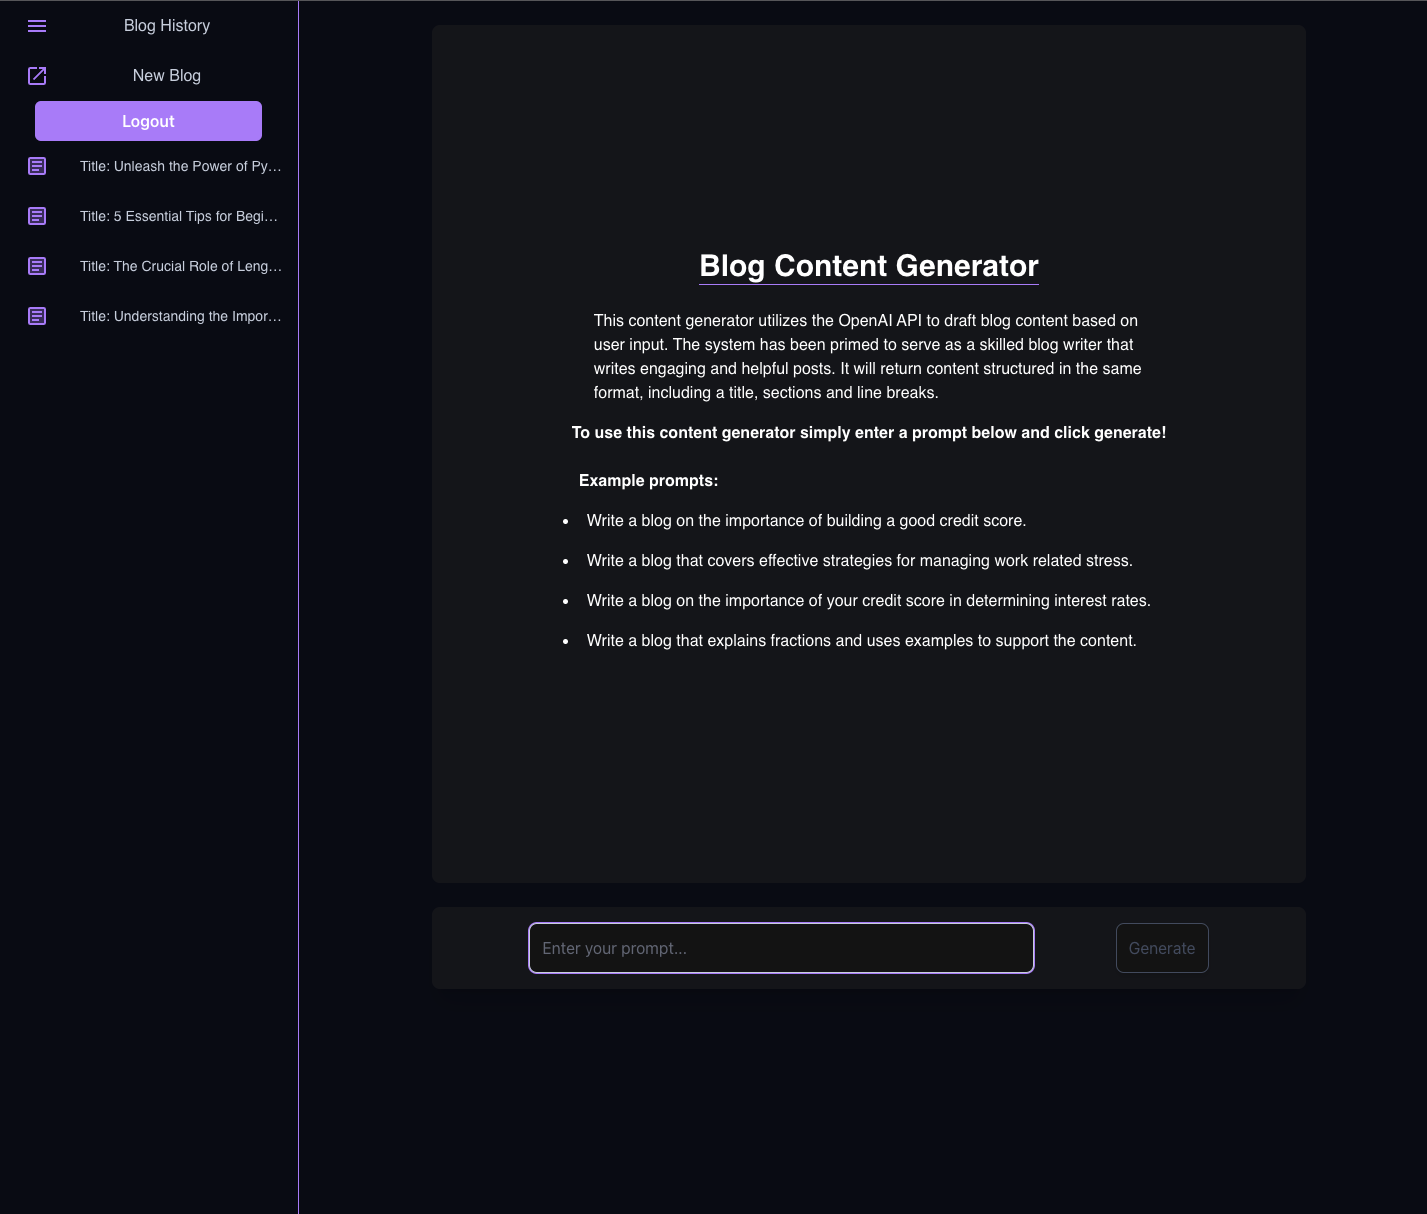 Blog History
New Blog
Logout
Title: Unleash the Power of Py...
Title: 5 Essential Tips for Begi...
Title: The Crucial Role of Leng...
Title: Understanding the Impor...
Blog Content Generator
This content generator utilizes the OpenAI API to draft blog content based on
user input. The system has been primed to serve as a skilled blog writer that
writes engaging and helpful posts. It will return content structured in the same
format, including a title, sections and line breaks.
To use this content generator simply enter a prompt below and click generate!
Example prompts:
• Write a blog on the importance of building a good credit score.
• Write a blog that covers effective strategies for managing work related stress.
• Write a blog on the importance of your credit score in determining interest rates.
• Write a blog that explains fractions and uses examples to support the content.
Enter your prompt...
Generate